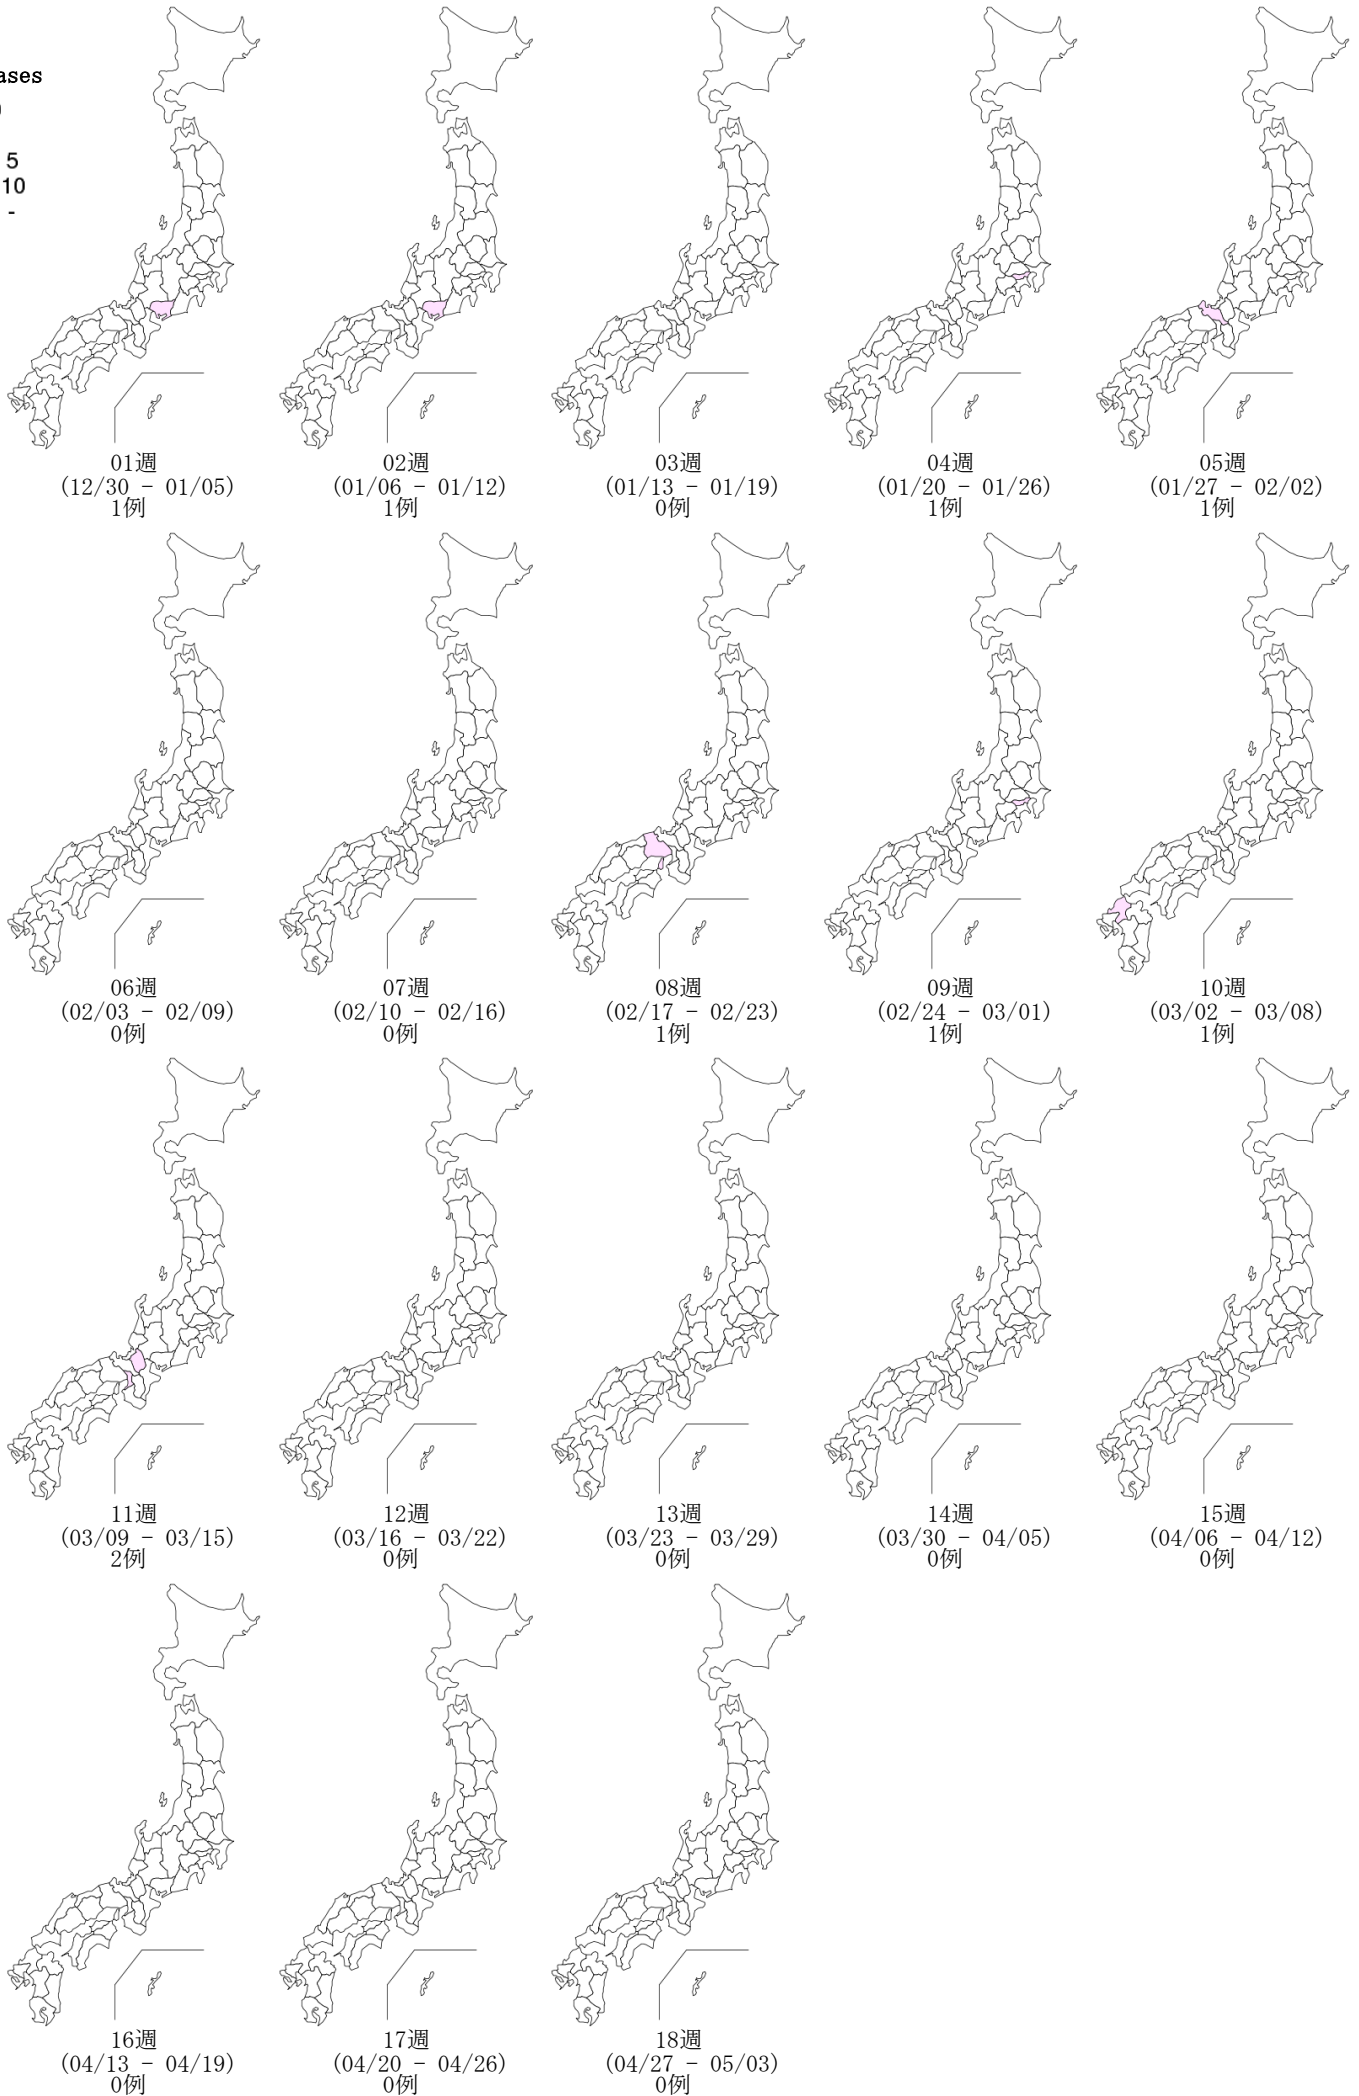 ases
5
10
-
01週
(12/30 - 01/05)
1例
02週
(01/06 - 01/12)
1例
03週
(01/13 - 01/19)
0例
04週
(01/20 - 01/26)
1例
05週
(01/27 - 02/02)
1例
06週
(02/03 - 02/09)
0例
07週
(02/10 - 02/16)
0例
08週
(02/17 - 02/23)
1例
09週
(02/24 - 03/01)
1例
10週
(03/02 - 03/08)
1例
11週
(03/09 - 03/15)
2例
12週
(03/16 - 03/22)
0例
13週
(03/23 - 03/29)
0例
14週
(03/30 - 04/05)
0例
15週
(04/06 - 04/12)
0例
16週
(04/13 - 04/19)
0例
17週
(04/20 - 04/26)
0例
18週
(04/27 - 05/03)
0例